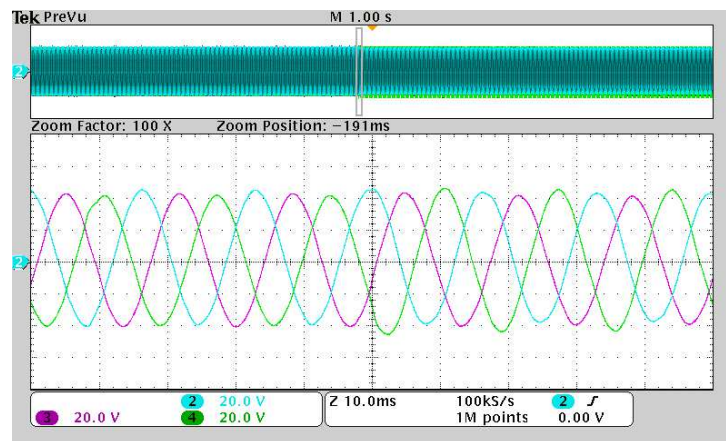 Tek PreVu M 1.00 s
2
Zoom Factor: 100 X Zoom Position: −191ms
2
2 20.0 V Z 10.0ms 100kS/s 2
3 20.0 V 4 20.0 V 1M points 0.00 V